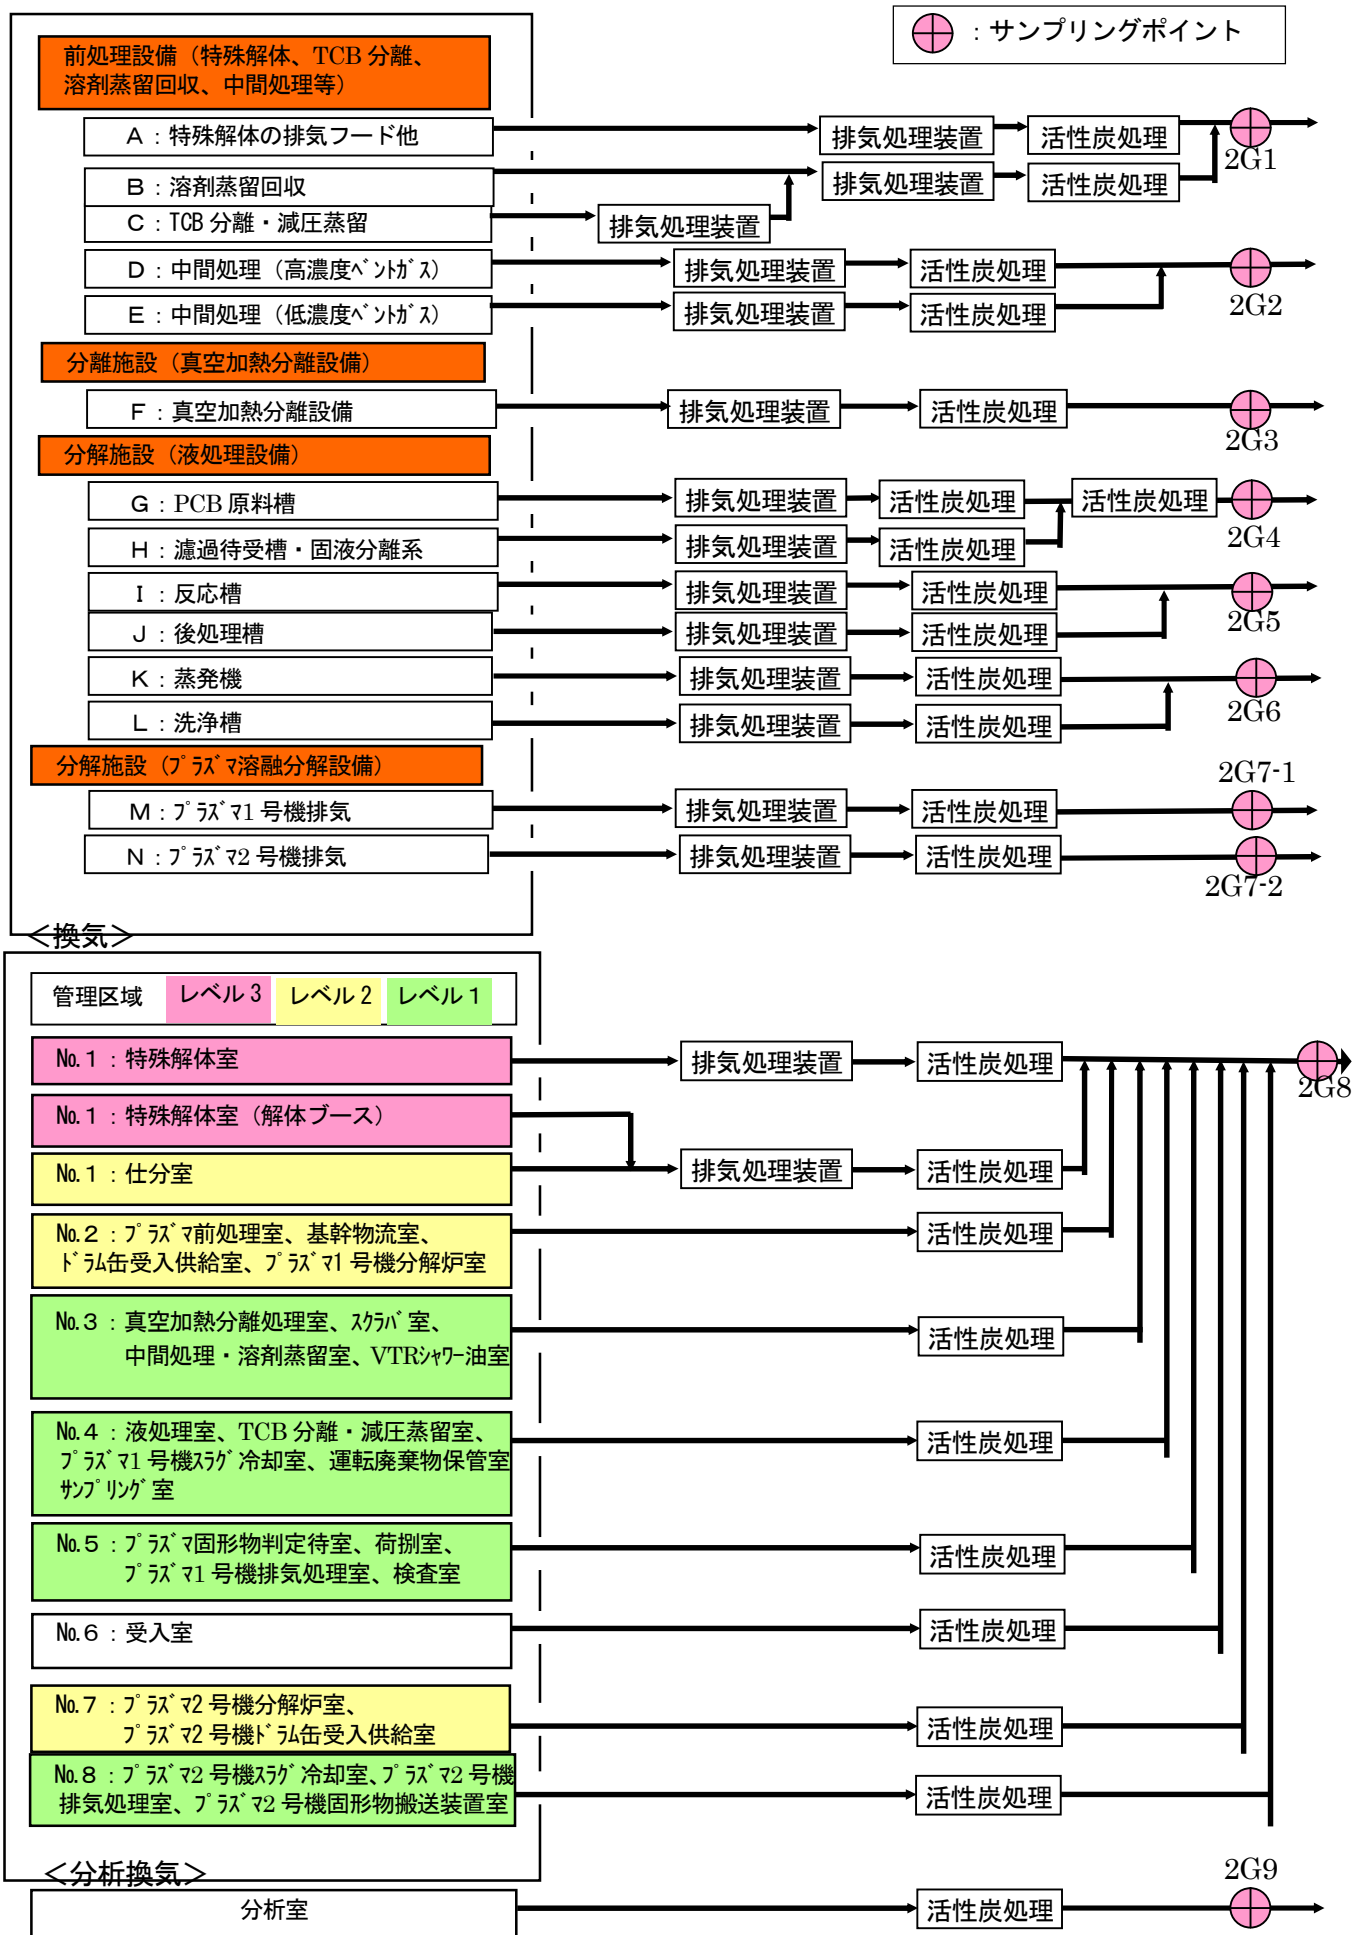 ：サンプリングポイント
前処理設備（特殊解体、TCB 分離、
溶剤蒸留回収、中間処理等）
A：特殊解体の排気フード他
排気処理装置
活性炭処理
2G1
B：溶剤蒸留回収
排気処理装置
活性炭処理
C：TCB 分離・減圧蒸留
排気処理装置
D：中間処理（高濃度ﾍﾞﾝﾄｶﾞｽ）
排気処理装置
活性炭処理
2G2
E：中間処理（低濃度ﾍﾞﾝﾄｶﾞｽ）
排気処理装置
活性炭処理
分離施設（真空加熱分離設備）
F：真空加熱分離設備
排気処理装置
活性炭処理
2G3
分解施設（液処理設備）
G：PCB 原料槽
排気処理装置
活性炭処理
活性炭処理
2G4
H：濾過待受槽・固液分離系
排気処理装置
活性炭処理
I：反応槽
排気処理装置
活性炭処理
2G5
J：後処理槽
排気処理装置
活性炭処理
K：蒸発機
排気処理装置
活性炭処理
2G6
L：洗浄槽
排気処理装置
活性炭処理
分解施設（ﾌﾟﾗｽﾞﾏ溶融分解設備）
2G7-1
M：ﾌﾟﾗｽﾞﾏ1 号機排気
排気処理装置
活性炭処理
N：ﾌﾟﾗｽﾞﾏ2 号機排気
排気処理装置
活性炭処理
2G7-2
＜換気＞
管理区域 レベル３ レベル２ レベル１
№１：特殊解体室
排気処理装置
活性炭処理
2G8
№１：特殊解体室（解体ブース）
№１：仕分室
排気処理装置
活性炭処理
№２：ﾌﾟﾗｽﾞﾏ前処理室、基幹物流室、
ﾄﾞﾗﾑ缶受入供給室、ﾌﾟﾗｽﾞﾏ1 号機分解炉室
活性炭処理
№３：真空加熱分離処理室、ｽｸﾗﾊﾞ室、
中間処理・溶剤蒸留室、VTRｼｬﾜｰ油室
活性炭処理
№４：液処理室、TCB 分離・減圧蒸留室、
ﾌﾟﾗｽﾞﾏ1 号機ｽﾗｸﾞ冷却室、運転廃棄物保管室
ｻﾝﾌﾟﾘﾝｸﾞ室
活性炭処理
№５：ﾌﾟﾗｽﾞﾏ固形物判定待室、荷捌室、
ﾌﾟﾗｽﾞﾏ1 号機排気処理室、検査室
活性炭処理
№６：受入室
活性炭処理
№７：ﾌﾟﾗｽﾞﾏ2 号機分解炉室、
ﾌﾟﾗｽﾞﾏ2 号機ﾄﾞﾗﾑ缶受入供給室
活性炭処理
№８：ﾌﾟﾗｽﾞﾏ2 号機ｽﾗｸﾞ冷却室、ﾌﾟﾗｽﾞﾏ2 号機
排気処理室、ﾌﾟﾗｽﾞﾏ2 号機固形物搬送装置室
活性炭処理
＜分析換気＞
2G9
分析室
活性炭処理